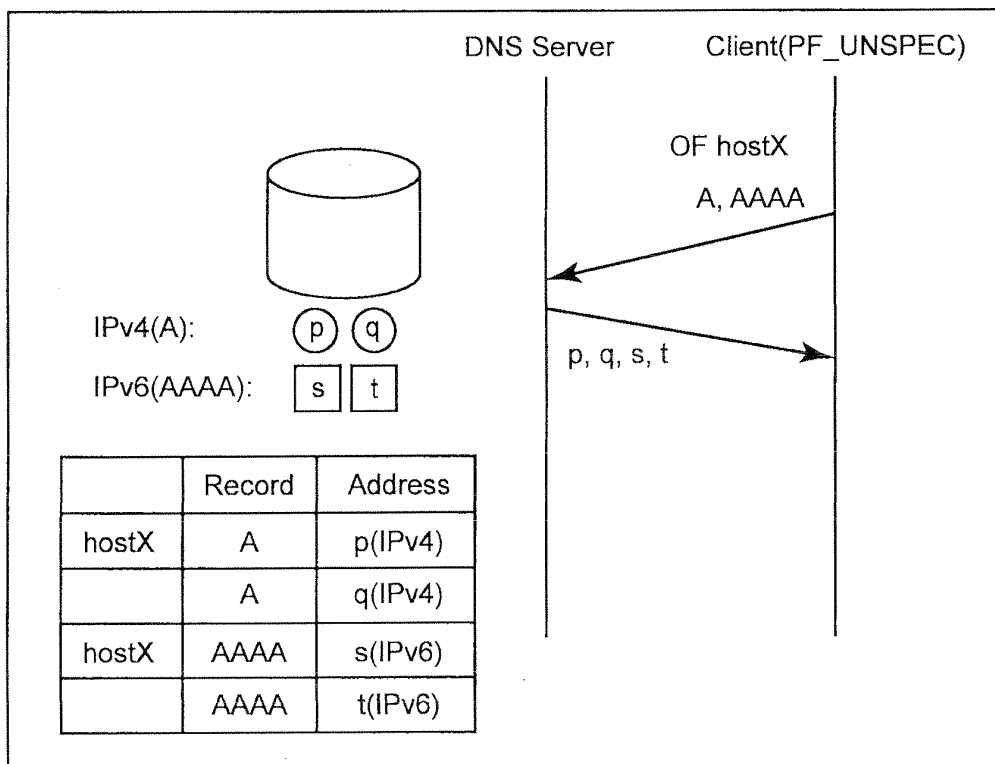 DNS Server Client(PF_UNSPEC)
OF hostX
A, AAAA
IPv4(A): p q
p, q, s, t
IPv6(AAAA): s t
Record Address
hostX A p(IPv4)
A q(IPv4)
hostX AAAA s(IPv6)
AAAA t(IPv6)